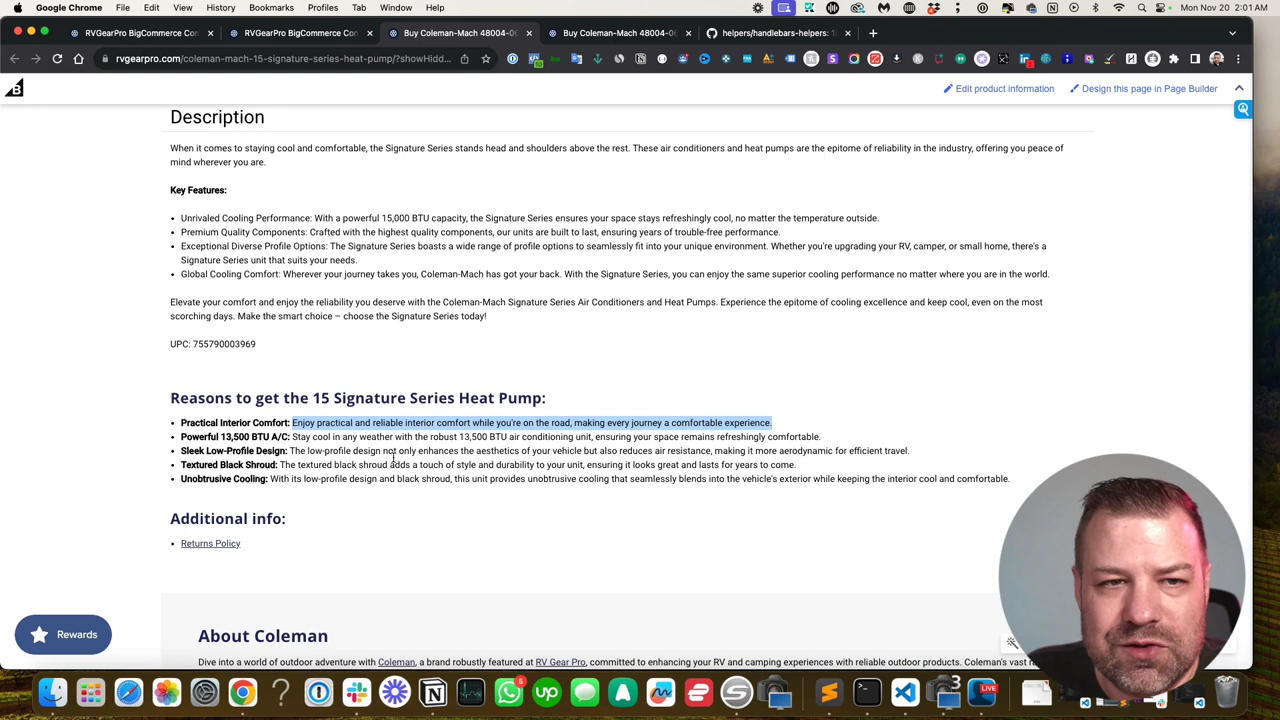 Google Chrome File Edit View History Bookmarks Profiles Tab Window Help Mon Nov 20 2:01 AM
RVGearPro BigCommerce Con × RVGearPro BigCommerce Con × Buy Coleman-Mach 48004-06 × Buy Coleman-Mach 48004-06 × helpers/handlebars-helpers: 18 × +
rvgearpro.com/coleman-mach-15-signature-series-heat-pump/?showHidd...
Edit product information Design this page in Page Builder
Description
When it comes to staying cool and comfortable, the Signature Series stands head and shoulders above the rest. These air conditioners and heat pumps are the epitome of reliability in the industry, offering you peace of
mind wherever you are.
Key Features:
• Unrivaled Cooling Performance: With a powerful 15,000 BTU capacity, the Signature Series ensures your space stays refreshingly cool, no matter the temperature outside.
• Premium Quality Components: Crafted with the highest quality components, our units are built to last, ensuring years of trouble-free performance.
• Exceptional Diverse Profile Options: The Signature Series boasts a wide range of profile options to seamlessly fit into your unique environment. Whether you're upgrading your RV, camper, or small home, there's a
Signature Series unit that suits your needs.
• Global Cooling Comfort: Wherever your journey takes you, Coleman-Mach has got your back. With the Signature Series, you can enjoy the same superior cooling performance no matter where you are in the world.
Elevate your comfort and enjoy the reliability you deserve with the Coleman-Mach Signature Series Air Conditioners and Heat Pumps. Experience the epitome of cooling excellence and keep cool, even on the most
scorching days. Make the smart choice – choose the Signature Series today!
UPC: 755790003969
Reasons to get the 15 Signature Series Heat Pump:
• Practical Interior Comfort: Enjoy practical and reliable interior comfort while you're on the road, making every journey a comfortable experience.
• Powerful 13,500 BTU A/C: Stay cool in any weather with the robust 13,500 BTU air conditioning unit, ensuring your space remains refreshingly comfortable.
• Sleek Low-Profile Design: The low-profile design not only enhances the aesthetics of your vehicle but also reduces air resistance, making it more aerodynamic for efficient travel.
• Textured Black Shroud: The textured black shroud adds a touch of style and durability to your unit, ensuring it looks great and lasts for years to come.
• Unobtrusive Cooling: With its low-profile design and black shroud, this unit provides unobtrusive cooling that seamlessly blends into the vehicle's exterior while keeping the interior cool and comfortable.
Additional info:
• Returns Policy
Rewards
About Coleman
Dive into a world of outdoor adventure with Coleman, a brand robustly featured at RV Gear Pro, committed to enhancing your RV and camping experiences with reliable outdoor products. Coleman's vast
5
up
3
LIVE